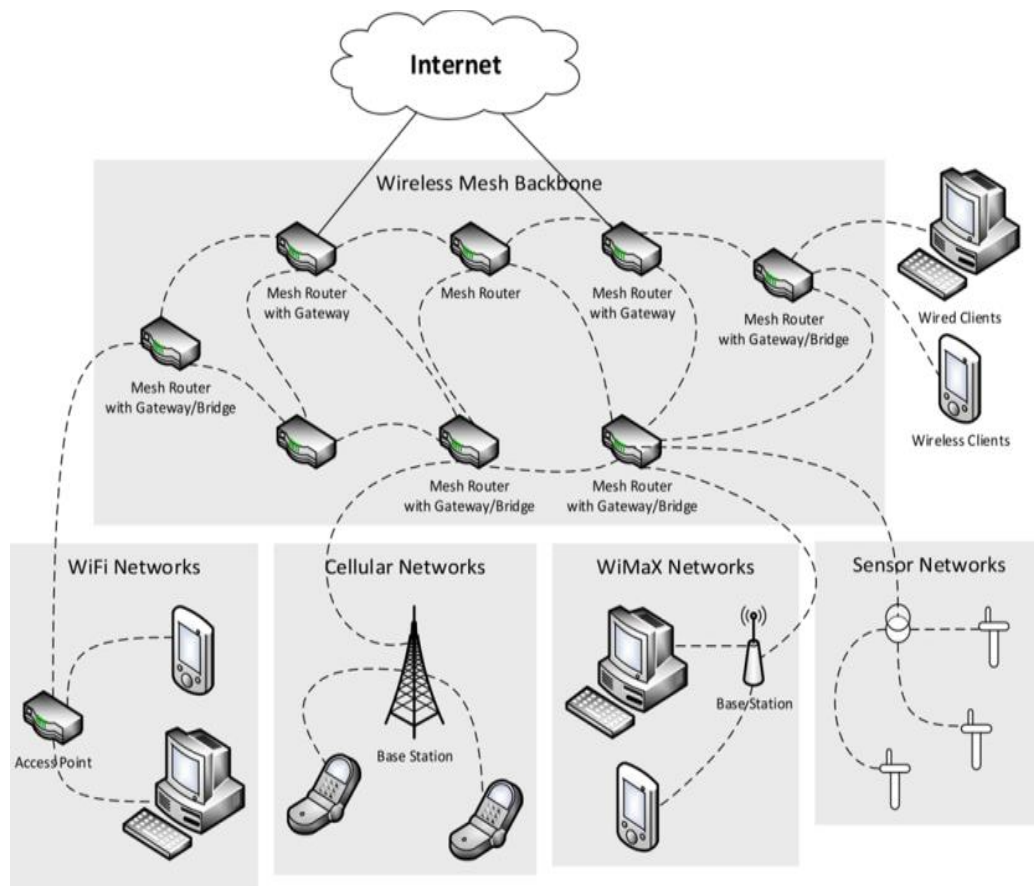 Internet
Wireless Mesh Backbone
Mesh Router
with Gateway
Mesh Router
Mesh Router
with Gateway
Mesh Router
with Gateway/Bridge
Wired Clients
Mesh Router
with Gateway/Bridge
Wireless Clients
Mesh Router
with Gateway/Bridge
Mesh Router
with Gateway/Bridge
WiFi Networks
Cellular Networks
WiMaX Networks
Sensor Networks
Access Point
Base Station
Base Station